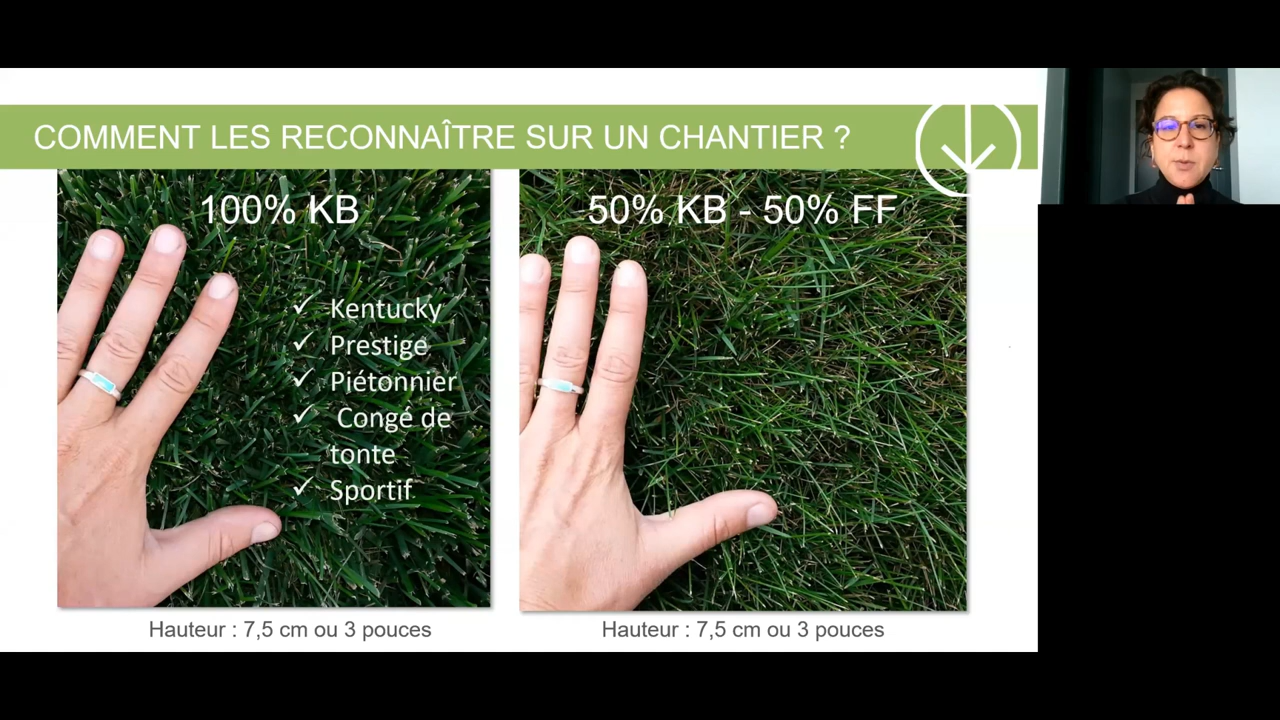 COMMENT LES RECONNAÎTRE SUR UN CHANTIER ?
100% KB
✓ Kentucky
✓ Prestige
✓ Piétonnier
✓ Congé de
tonte
✓ Sportif
Hauteur : 7,5 cm ou 3 pouces
50% KB - 50% FF
Hauteur : 7,5 cm ou 3 pouces